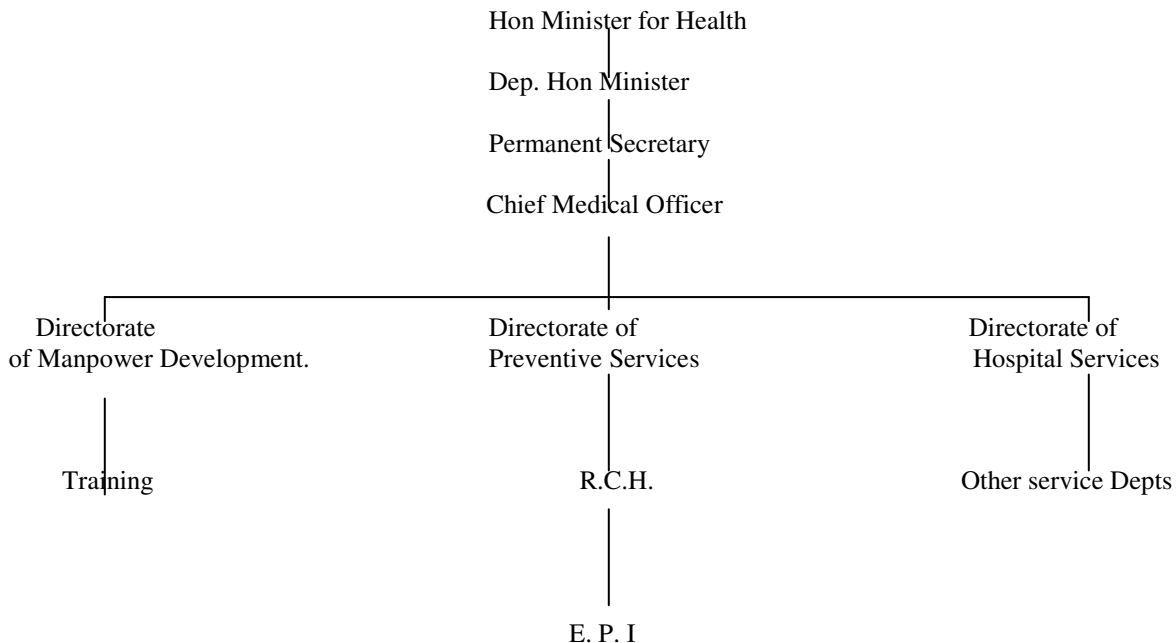 Hon Minister for Health
Dep. Hon Minister
Permanent Secretary
Chief Medical Officer
Directorate
of Manpower Development.
Directorate of
Preventive Services
Directorate of
Hospital Services
Training
R.C.H.
Other service Depts
E. P. I